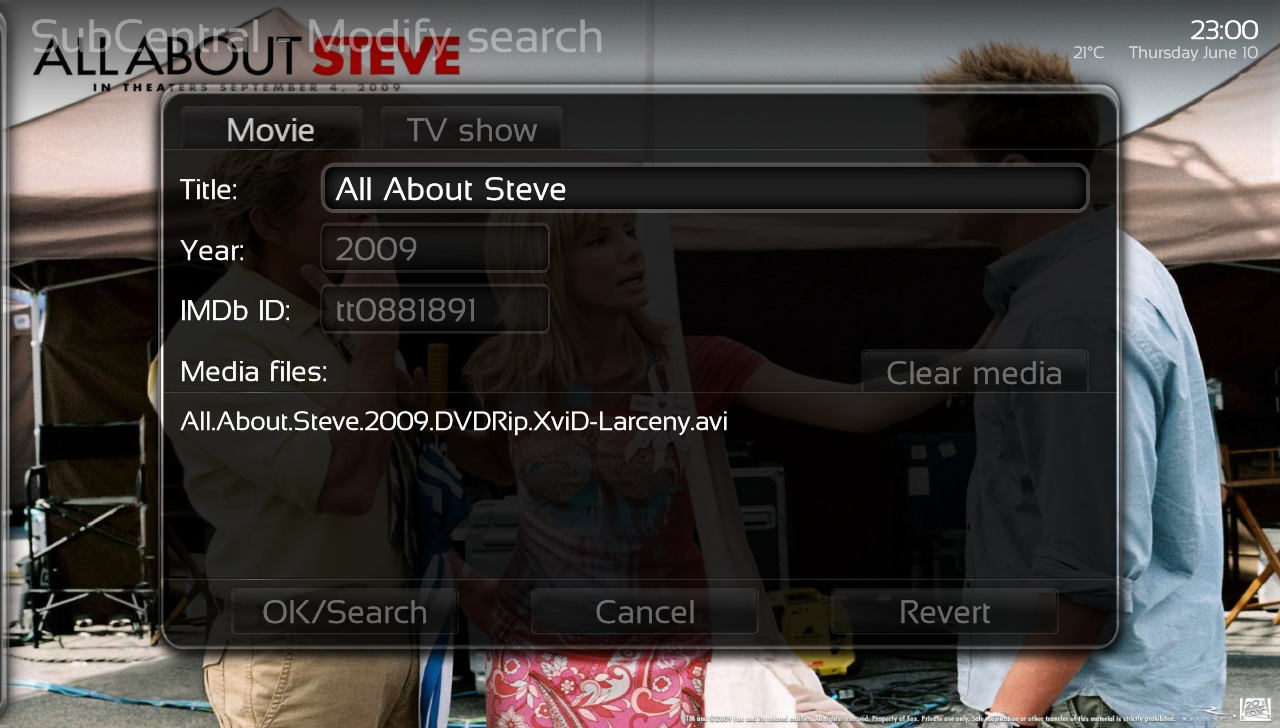 SubCentral - Modify search
ALL ABOUT STEVE
IN THEATERS SEPTEMBER 4, 2009
23:00
21°C Thursday June 10
Movie TV show
Title: All About Steve
Year: 2009
IMDb ID: tt0881891
Media files: Clear media
All.About.Steve.2009.DVDRip.XviD-Larceny.avi
OK/Search Cancel Revert
TM and ©2009 Fox and its related entities. All Rights reserved. Property of Fox. Private use only. Sale, duplication or other transfer of this material is strictly prohibited.